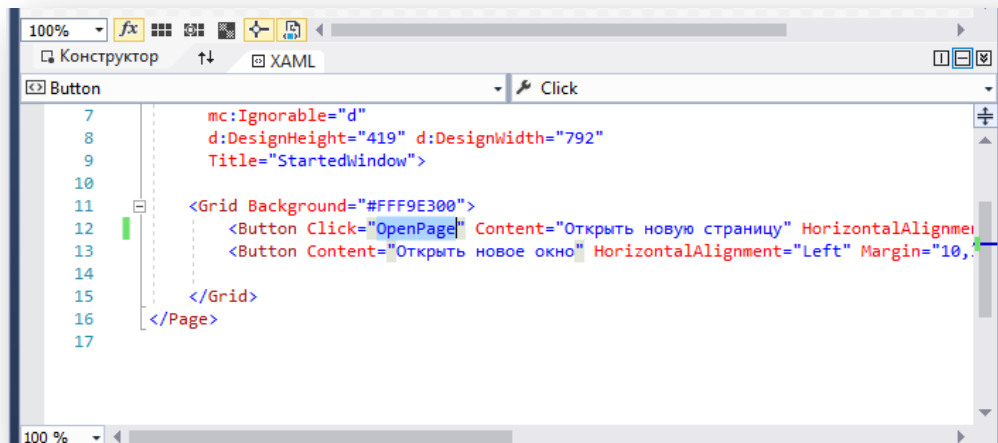 100%
fx
Конструктор
XAML
Button
Click
7 mc:Ignorable="d"
8 d:DesignHeight="419" d:DesignWidth="792"
9 Title="StartedWindow">
10
11 <Grid Background="#FFF9E300">
12 <Button Click="OpenPage" Content="Открыть новую страницу" HorizontalAlignmen
13 <Button Content="Открыть новое окно" HorizontalAlignment="Left" Margin="10,
14
15 </Grid>
16 </Page>
17
100 %